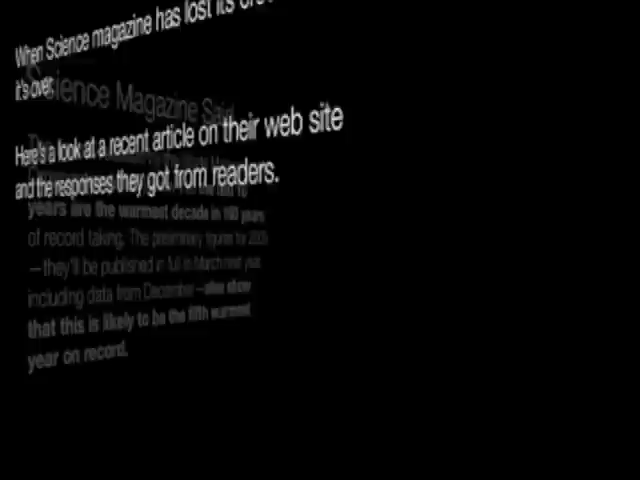 When Science magazine has lost its
it's over.
Science Magazine Said
Here's a look at a recent article on their web site
and the responses they got from readers.
years are the warmest decade in 160 years
of record taking. The preliminary figures for
—they'll be published in full in March next year
including data from December—also show
that this is likely to be the fifth warmest
year on record.